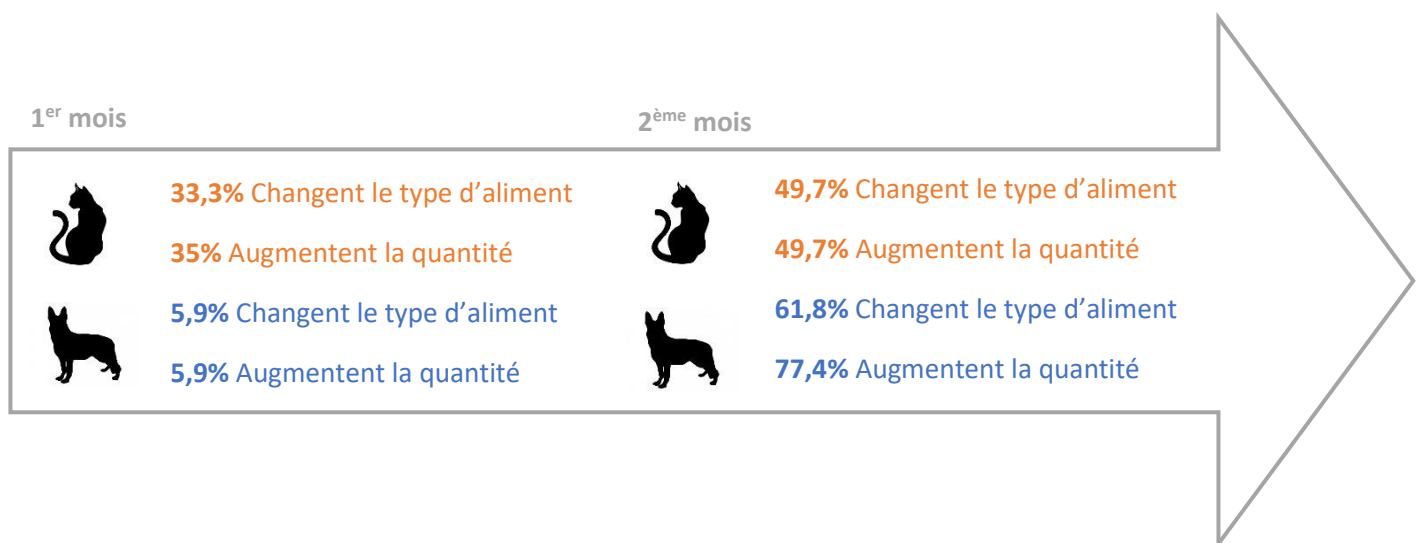 1er mois
33,3% Changent le type d’aliment
35% Augmentent la quantité
5,9% Changent le type d’aliment
5,9% Augmentent la quantité
2ème mois
49,7% Changent le type d’aliment
49,7% Augmentent la quantité
61,8% Changent le type d’aliment
77,4% Augmentent la quantité